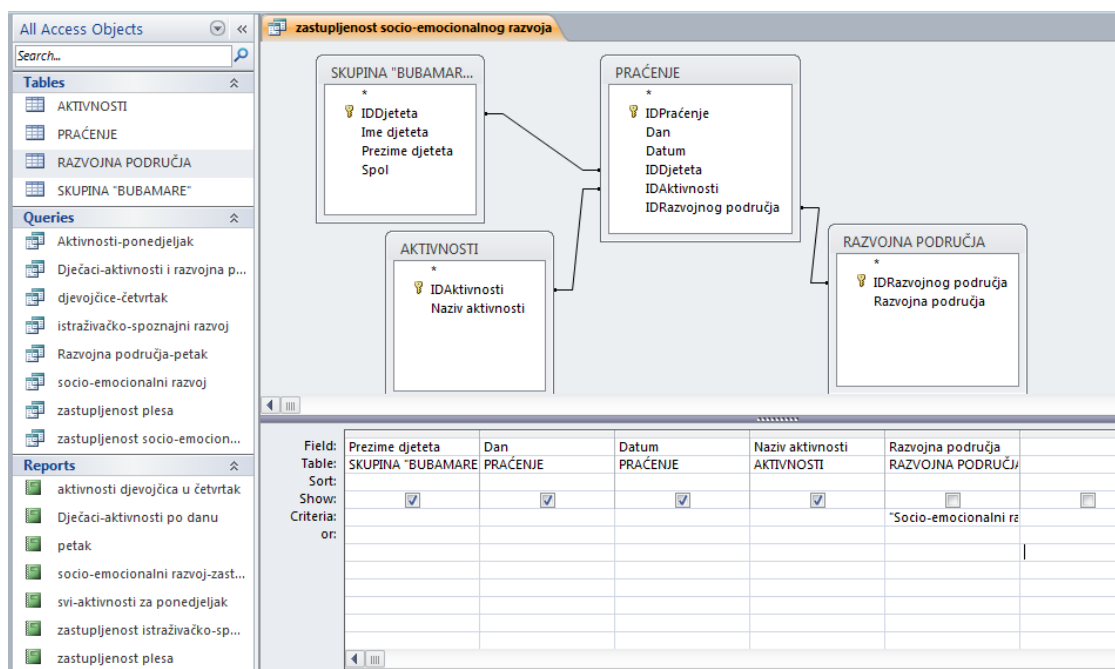 All Access Objects
Search...
Tables
AKTIVNOSTI
PRAĆENJE
RAZVOJNA PODRUČJA
SKUPINA "BUBAMARE"
Queries
Aktivnosti-ponedjeljak
Dječaci-aktivnosti i razvojna p...
djevojčice-četvrtak
istraživačko-spoznajni razvoj
Razvojna područja-petak
socio-emocionalni razvoj
zastupljenost plesa
zastupljenost socio-emocion...
Reports
aktivnosti djevojčica u četvrtak
Dječaci-aktivnosti po danu
petak
socio-emocionalni razvoj-zast...
svi-aktivnosti za ponedjeljak
zastupljenost istraživačko-sp...
zastupljenost plesa
zastupljenost socio-emocionalnog razvoja
SKUPINA "BUBAMAR...
*
IDDjeteta
Ime djeteta
Prezime djeteta
Spol
PRAĆENJE
*
IDPraćenje
Dan
Datum
IDDjeteta
IDAktivnosti
IDRazvojnog područja
AKTIVNOSTI
*
IDAktivnosti
Naziv aktivnosti
RAZVOJNA PODRUČJA
*
IDRazvojnog područja
Razvojna područja
Field: Prezime djeteta Dan Datum Naziv aktivnosti Razvojna područja
Table: SKUPINA "BUBAMARE PRAĆENJE PRAĆENJE AKTIVNOSTI RAZVOJNA PODRUČJA
Sort:
Show:
Criteria: "Socio-emocionalni ra
or: